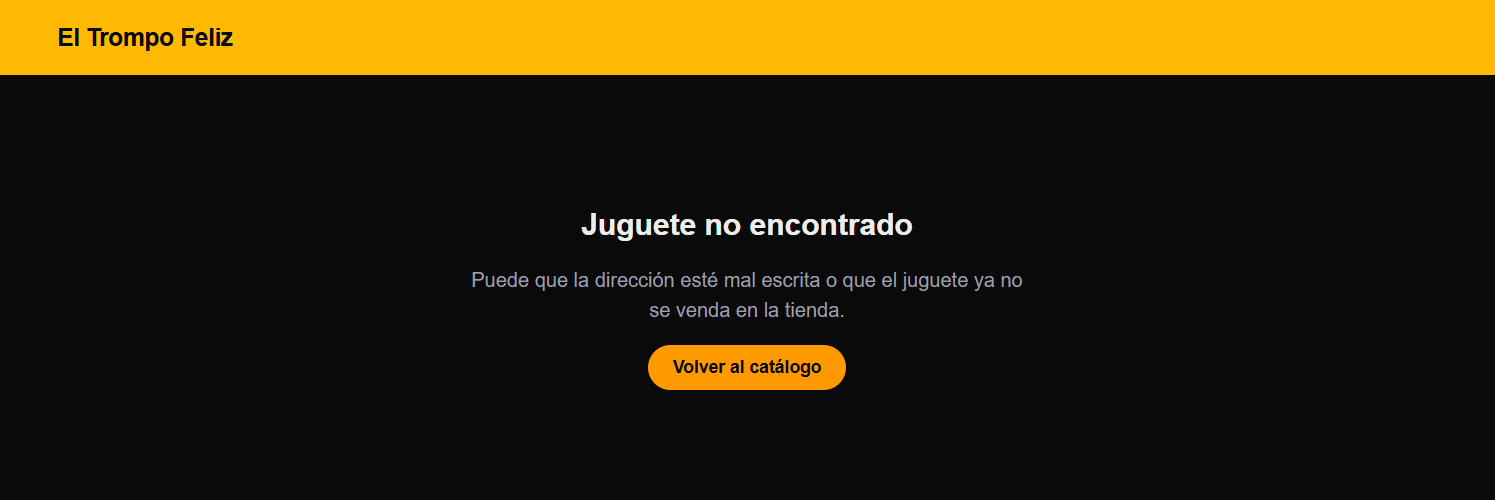 El Trompo Feliz
Juguete no encontrado
Puede que la dirección esté mal escrita o que el juguete ya no
se venda en la tienda.
Volver al catálogo